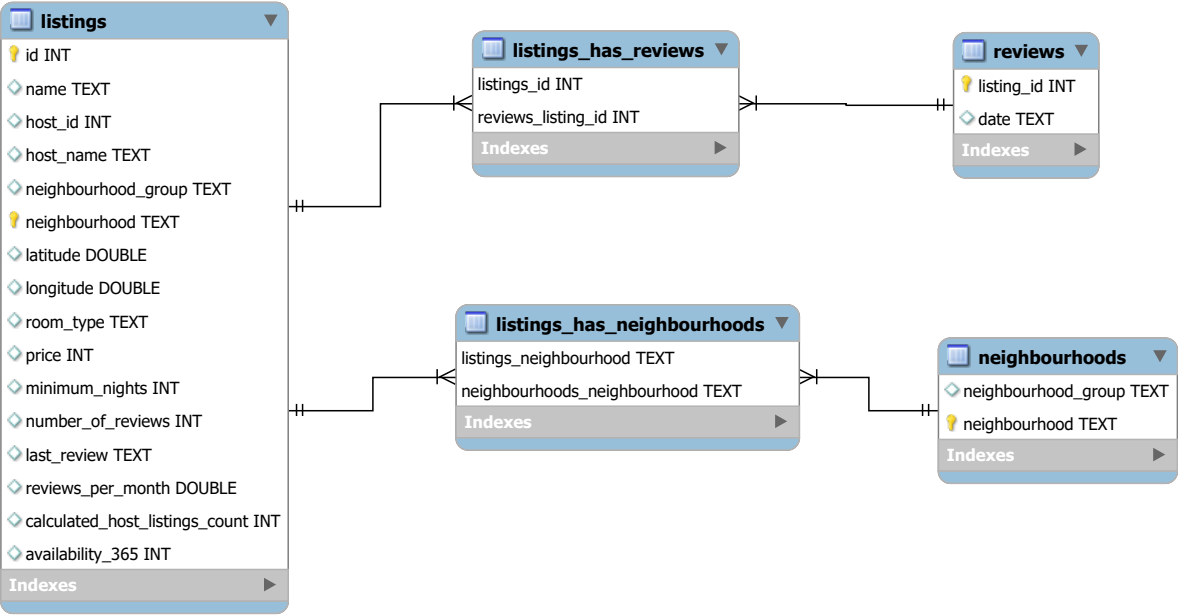 listings
id INT
name TEXT
host_id INT
host_name TEXT
neighbourhood_group TEXT
neighbourhood TEXT
latitude DOUBLE
longitude DOUBLE
room_type TEXT
price INT
minimum_nights INT
number_of_reviews INT
last_review TEXT
reviews_per_month DOUBLE
calculated_host_listings_count INT
availability_365 INT
Indexes
listings_has_reviews
listings_id INT
reviews_listing_id INT
Indexes
reviews
listing_id INT
date TEXT
Indexes
listings_has_neighbourhoods
listings_neighbourhood TEXT
neighbourhoods_neighbourhood TEXT
Indexes
neighbourhoods
neighbourhood_group TEXT
neighbourhood TEXT
Indexes